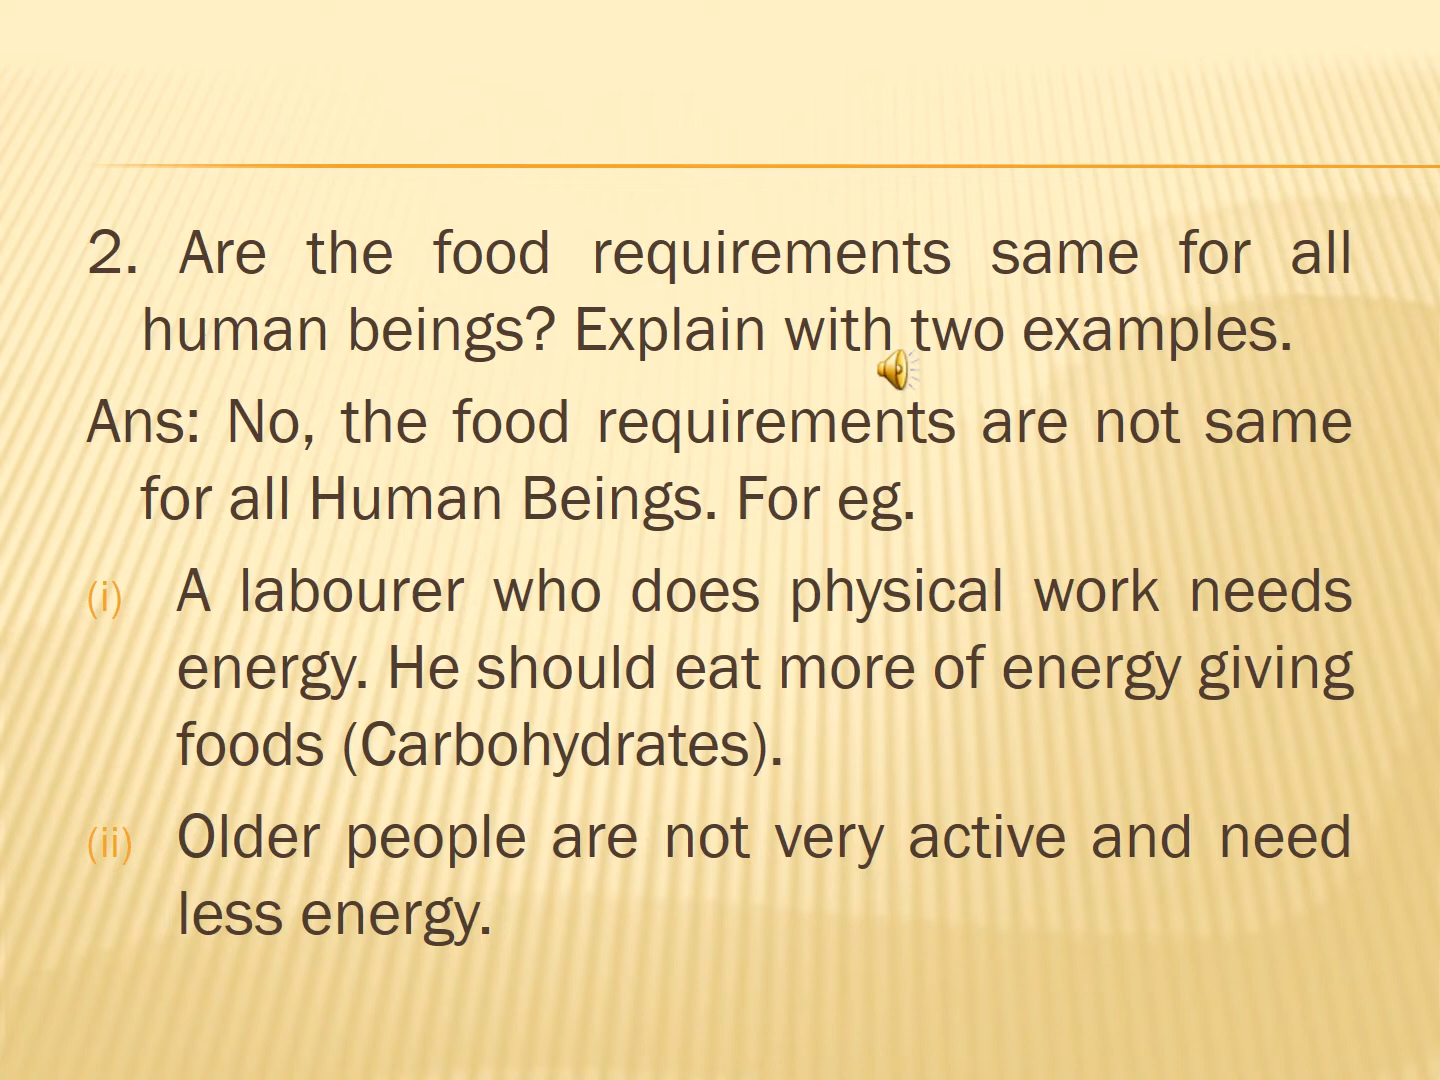 2. Are the food requirements same for all
human beings? Explain with two examples.
Ans: No, the food requirements are not same
for all Human Beings. For eg.
(i) A labourer who does physical work needs
energy. He should eat more of energy giving
foods (Carbohydrates).
(ii) Older people are not very active and need
less energy.